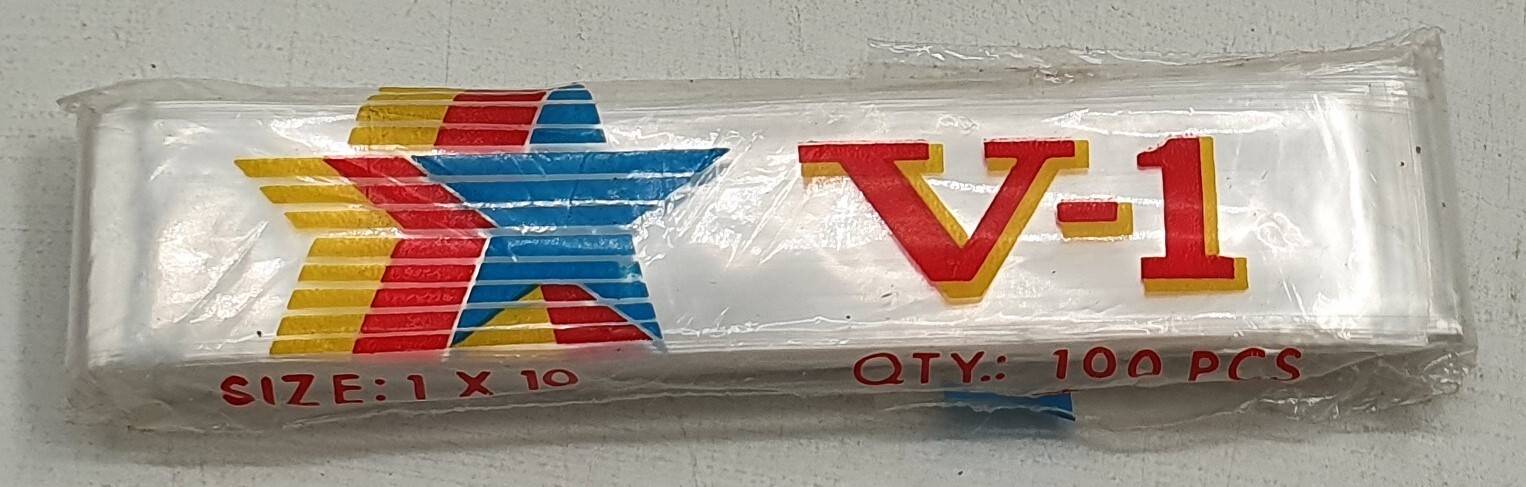 V-1
SIZE: 1 X 10
QTY.: 100 PCS